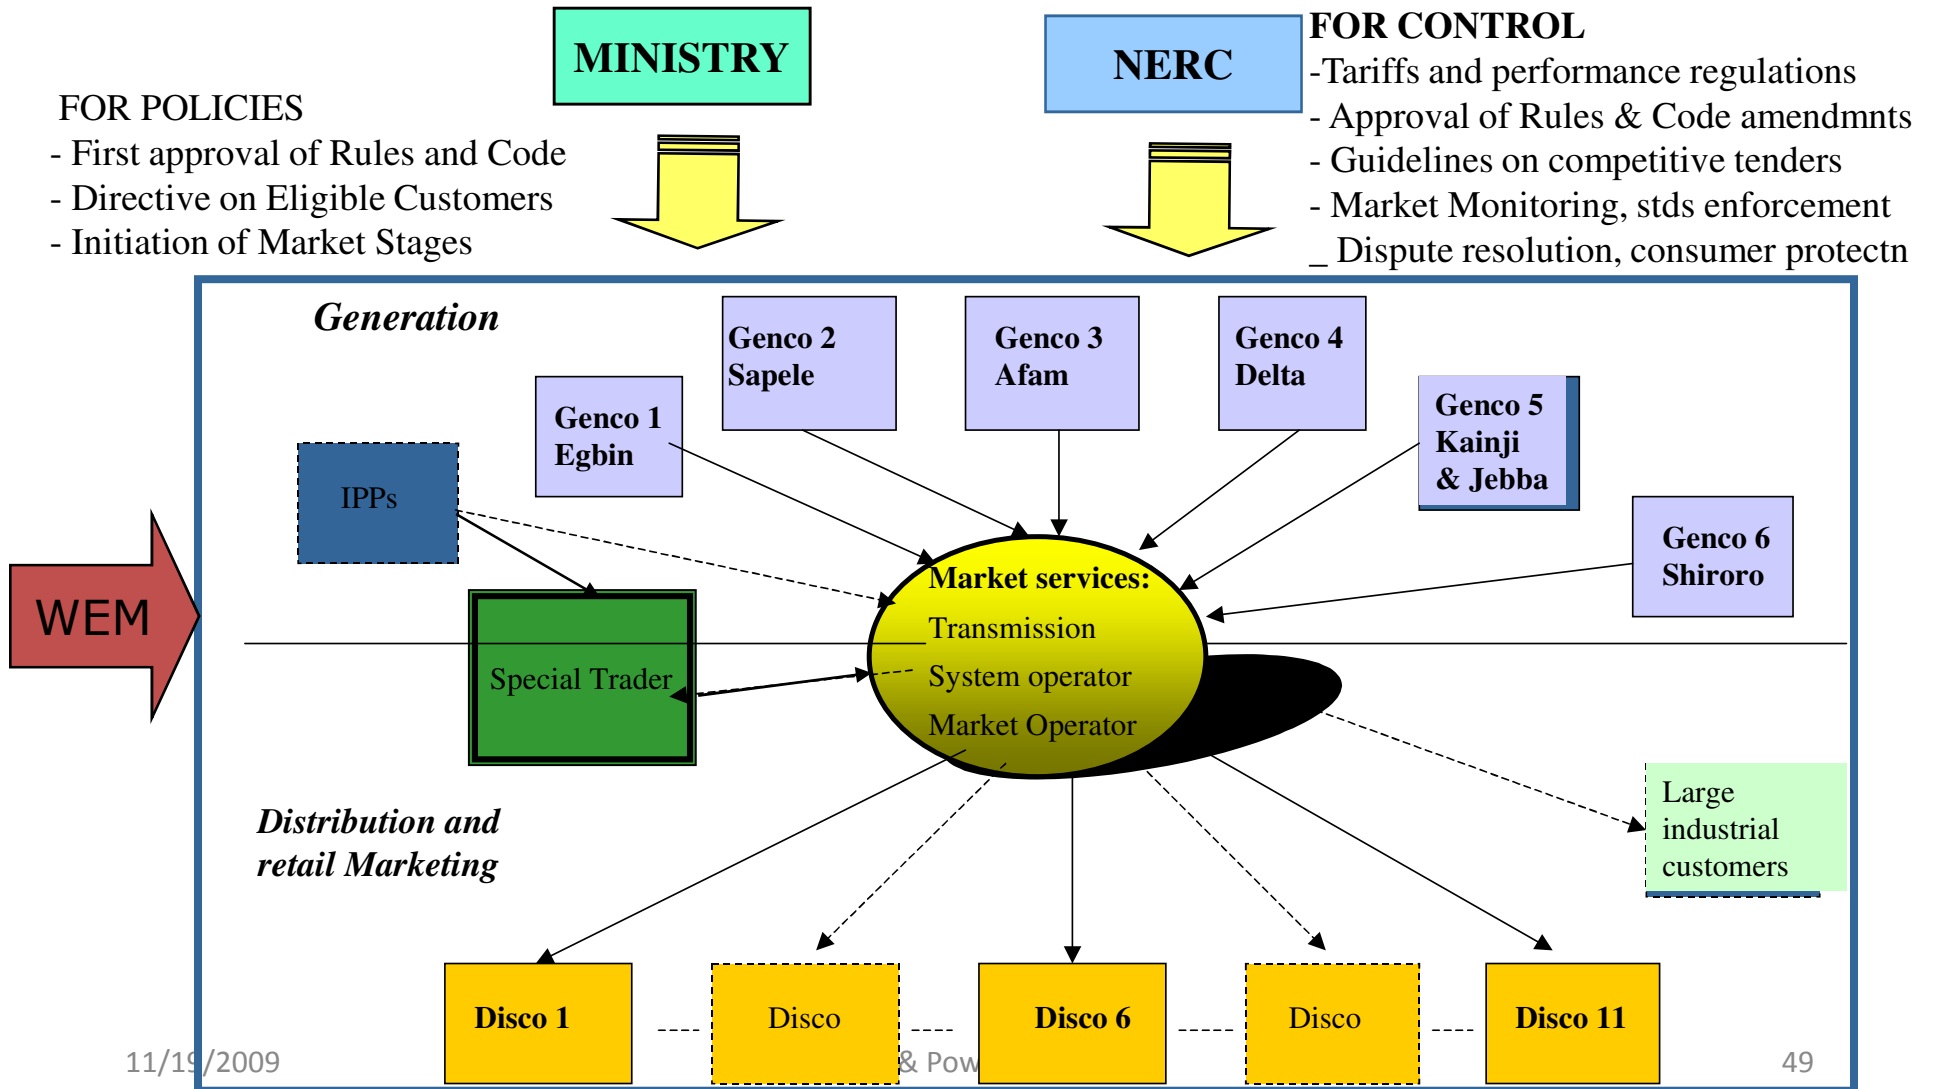 MINISTRY
NERC
FOR CONTROL
-Tariffs and performance regulations
- Approval of Rules & Code amendmnts
- Guidelines on competitive tenders
- Market Monitoring, stds enforcement
_ Dispute resolution, consumer protectn
FOR POLICIES
- First approval of Rules and Code
- Directive on Eligible Customers
- Initiation of Market Stages
Generation
Genco 1
Egbin
Genco 2
Sapele
Genco 3
Afam
Genco 4
Delta
Genco 5
Kainji
& Jebba
Genco 6
Shiroro
IPPs
WEM
Special Trader
Market services:
Transmission
System operator
Market Operator
Large
industrial
customers
Distribution and
retail Marketing
Disco 1
Disco
Disco 6
Disco
Disco 11
11/19/2009
& Pow
49